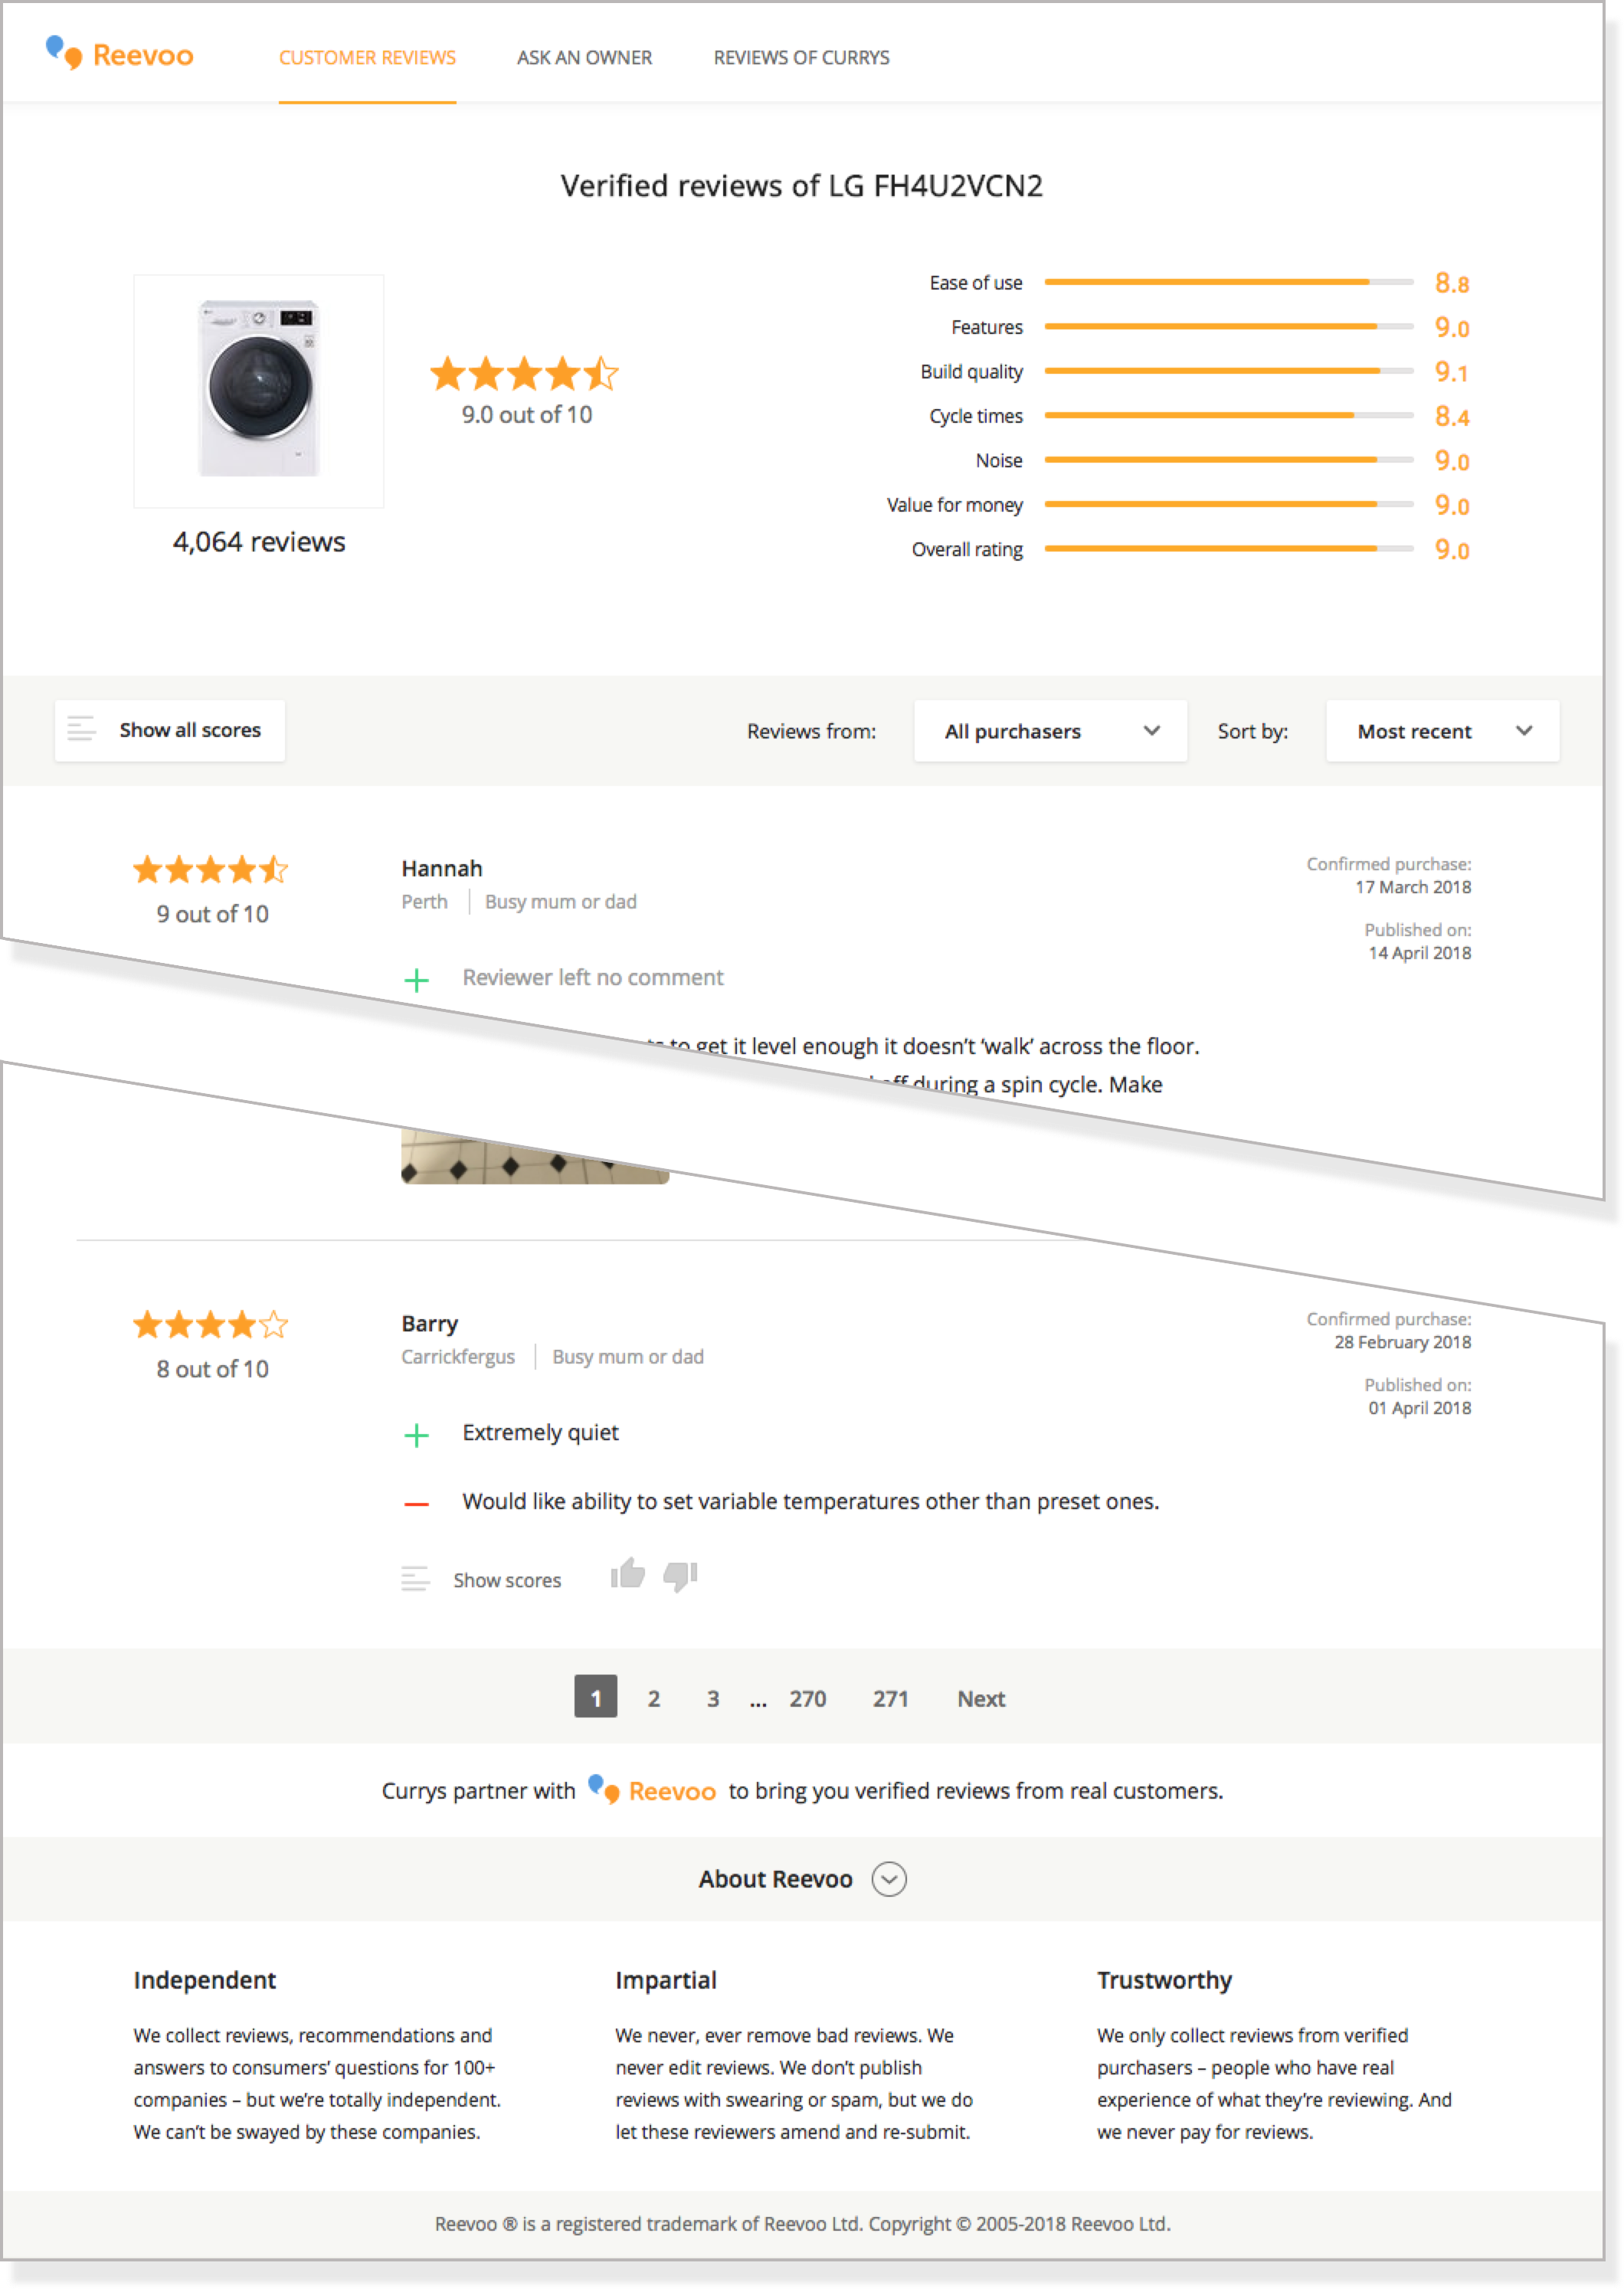 Reevoo
CUSTOMER REVIEWS
ASK AN OWNER
REVIEWS OF CURRYS
Verified reviews of LG FH4U2VCN2
9.0 out of 10
4,064 reviews
Ease of use 8.8
Features 9.0
Build quality 9.1
Cycle times 8.4
Noise 9.0
Value for money 9.0
Overall rating 9.0
Show all scores
Reviews from: All purchasers
Sort by: Most recent
9 out of 10
Hannah
Perth | Busy mum or dad
Confirmed purchase:
17 March 2018
Published on:
14 April 2018
Reviewer left no comment
to get it level enough it doesn’t ‘walk’ across the floor.
during a spin cycle. Make
8 out of 10
Barry
Carrickfergus | Busy mum or dad
Confirmed purchase:
28 February 2018
Published on:
01 April 2018
Extremely quiet
Would like ability to set variable temperatures other than preset ones.
Show scores
1 2 3 ... 270 271 Next
Currys partner with Reevoo to bring you verified reviews from real customers.
About Reevoo
Independent
We collect reviews, recommendations and
answers to consumers’ questions for 100+
companies – but we’re totally independent.
We can’t be swayed by these companies.
Impartial
We never, ever remove bad reviews. We
never edit reviews. We don’t publish
reviews with swearing or spam, but we do
let these reviewers amend and re-submit.
Trustworthy
We only collect reviews from verified
purchasers – people who have real
experience of what they’re reviewing. And
we never pay for reviews.
Reevoo ® is a registered trademark of Reevoo Ltd. Copyright © 2005-2018 Reevoo Ltd.